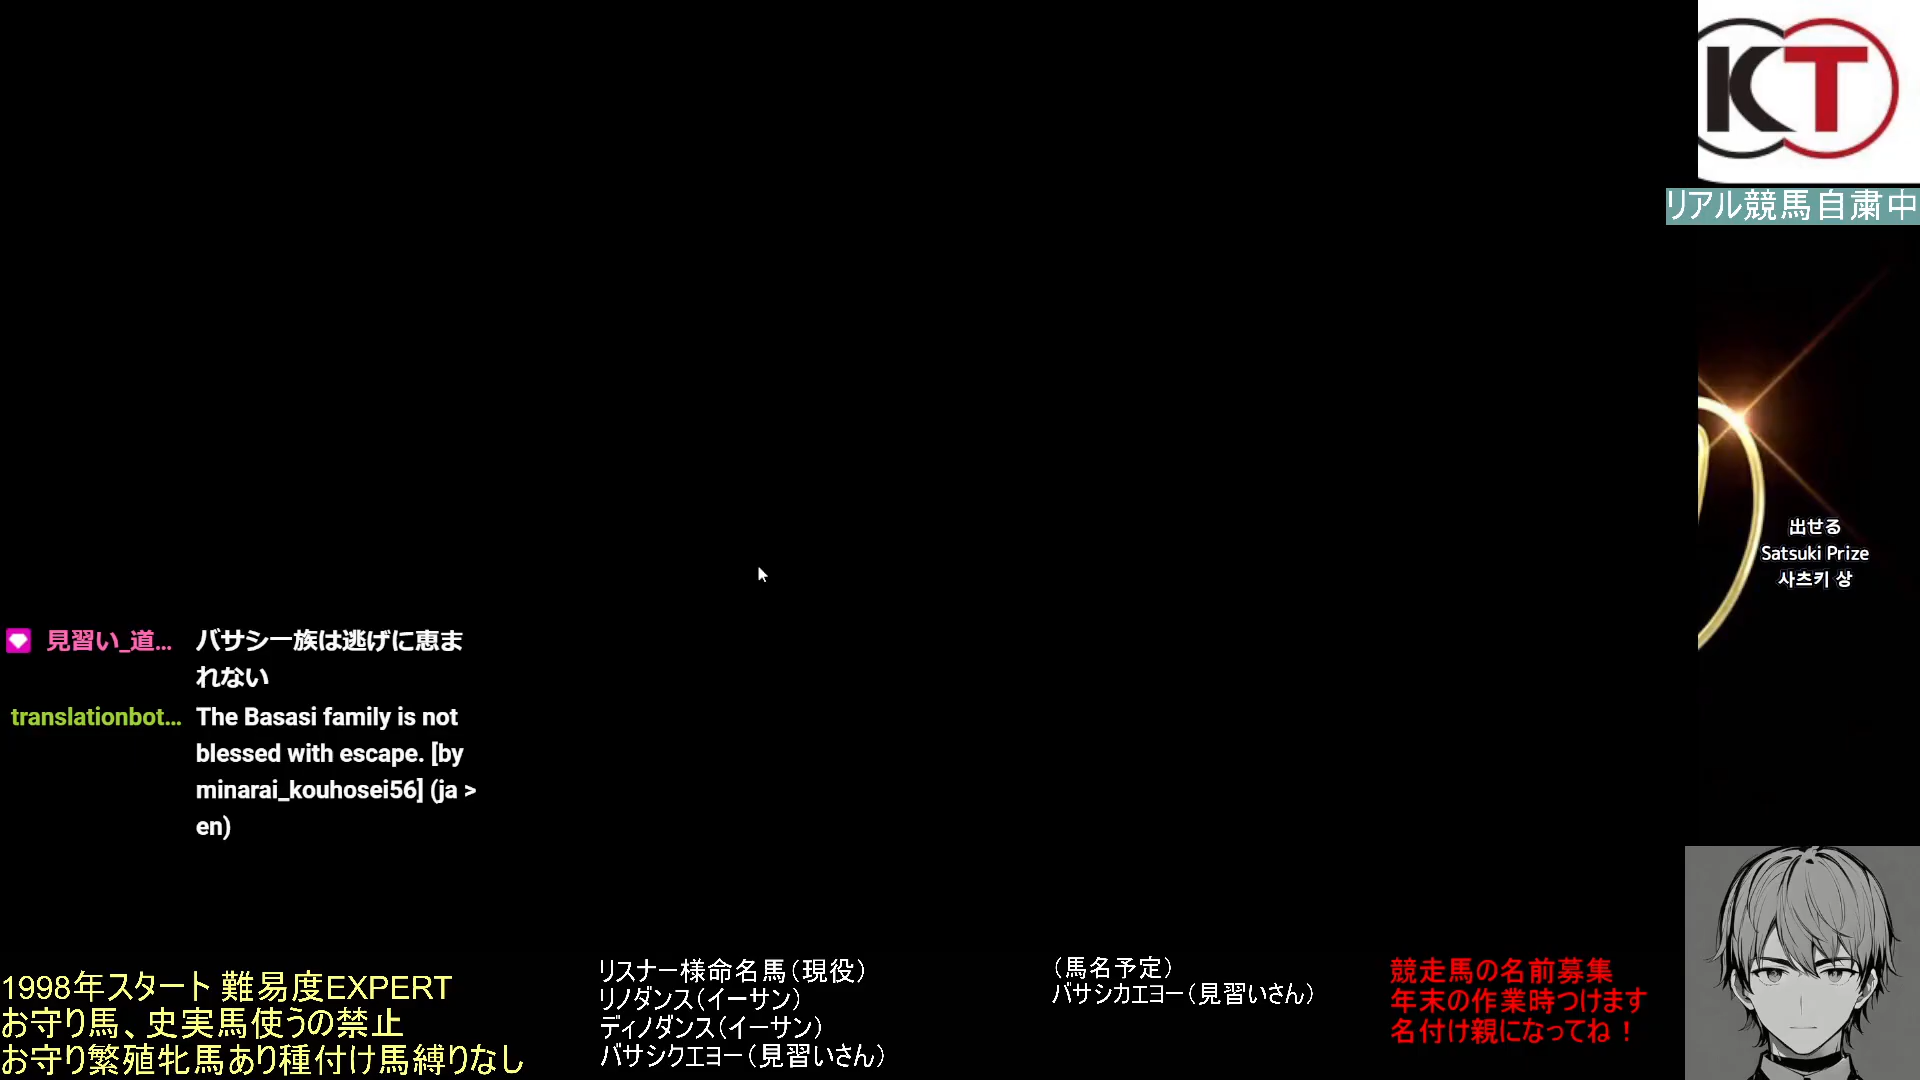 KT
リアル競馬自粛中
出せる
Satsuki Prize
사츠키 상
見習い_道... バサシ一族は逃げに恵ま
れない
translationbot... The Basasi family is not
blessed with escape. [by
minarai_kouhosei56] (ja >
en)
1998年スタート 難易度EXPERT
お守り馬、史実馬使うの禁止
お守り繁殖牝馬あり種付け馬縛りなし
リスナー様命名馬（現役）
リノダンス（イーサン）
ディノダンス（イーサン）
バサシクエヨー（見習いさん）
（馬名予定）
バサシカエヨー（見習いさん）
競走馬の名前募集
年末の作業時つけます
名付け親になってね！